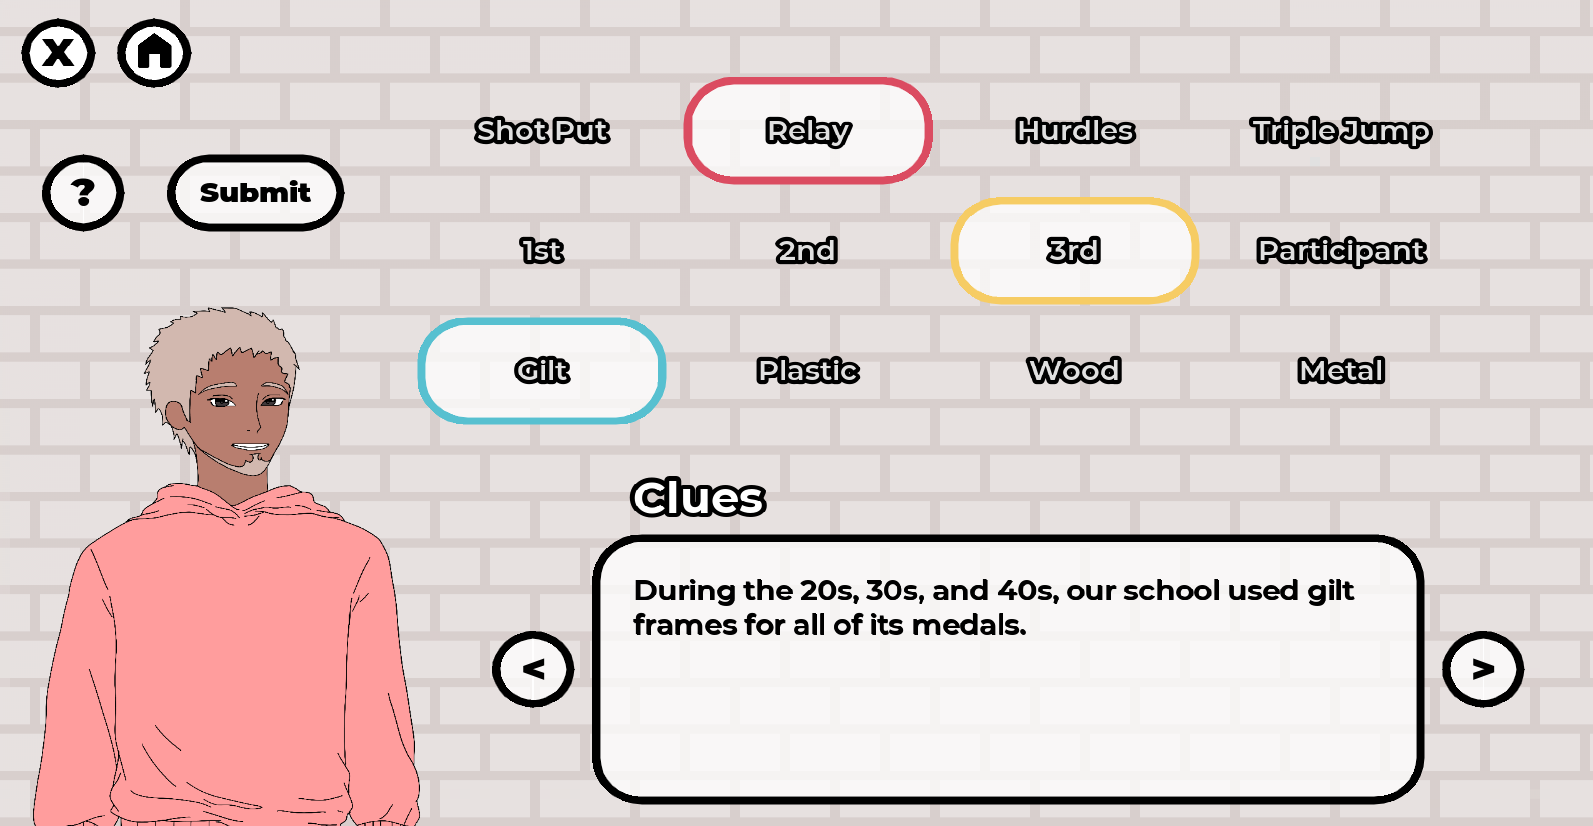 X
Shot Put Relay Hurdles Triple Jump
? Submit
1st 2nd 3rd Participant
Gilt Plastic Wood Metal
Clues
During the 20s, 30s, and 40s, our school used gilt
frames for all of its medals.
< >